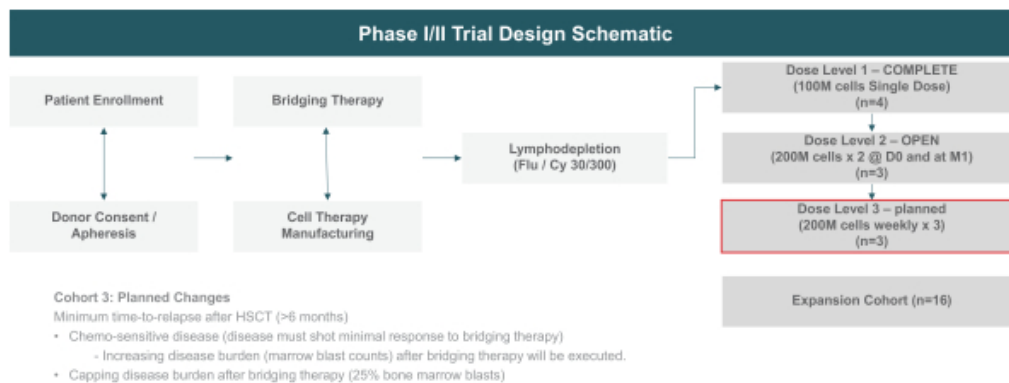 Phase I/II Trial Design Schematic
Patient Enrollment
Bridging Therapy
Donor Consent /
Apheresis
Cell Therapy
Manufacturing
Lymphodepletion
(Flu / Cy 30/300)
Dose Level 1 – COMPLETE
(100M cells Single Dose)
(n=4)
Dose Level 2 – OPEN
(200M cells x 2 @ D0 and at M1)
(n=3)
Dose Level 3 – planned
(200M cells weekly x 3)
(n=3)
Expansion Cohort (n=16)
Cohort 3: Planned Changes
Minimum time-to-relapse after HSCT (>6 months)
• Chemo-sensitive disease (disease must shot minimal response to bridging therapy)
- Increasing disease burden (marrow blast counts) after bridging therapy will be executed.
• Capping disease burden after bridging therapy (25% bone marrow blasts)